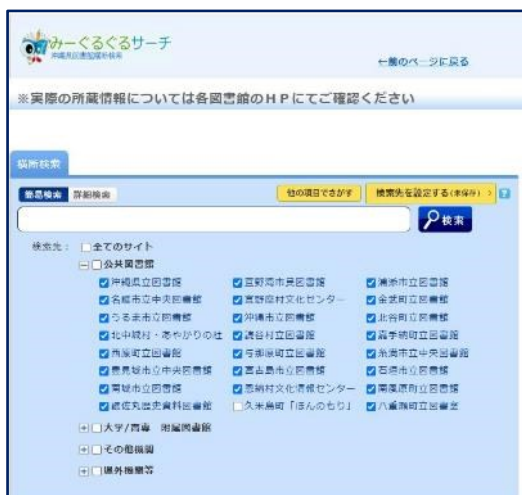 みーぐるぐるサーチ
沖縄県図書館横断検索
←前のページに戻る
※実際の所蔵情報については各図書館のHPにてご確認ください
横断検索
簡易検索 詳細検索 他の項目でさがす 検索先を設定する(未保存) ?
検索
検索先: 全てのサイト
公共図書館
沖縄県立図書館 宜野湾市民図書館 浦添市立図書館
名護市立中央図書館 宜野座村文化センター 金武町立図書館
うるま市立図書館 沖縄市立図書館 北谷町立図書館
北中城村・あやかりの杜 読谷村立図書館 嘉手納町立図書館
西原町立図書館 与那原町立図書館 糸満市立中央図書館
豊見城市立中央図書館 宮古島市立図書館 石垣市立図書館
南城市立図書館 恩納村文化情報センター 南風原町立図書館
護佐丸歴史資料図書館 久米島町「ほんのもり」 八重瀬町立図書室
大学/高専 附属図書館
その他機関
県外機関等